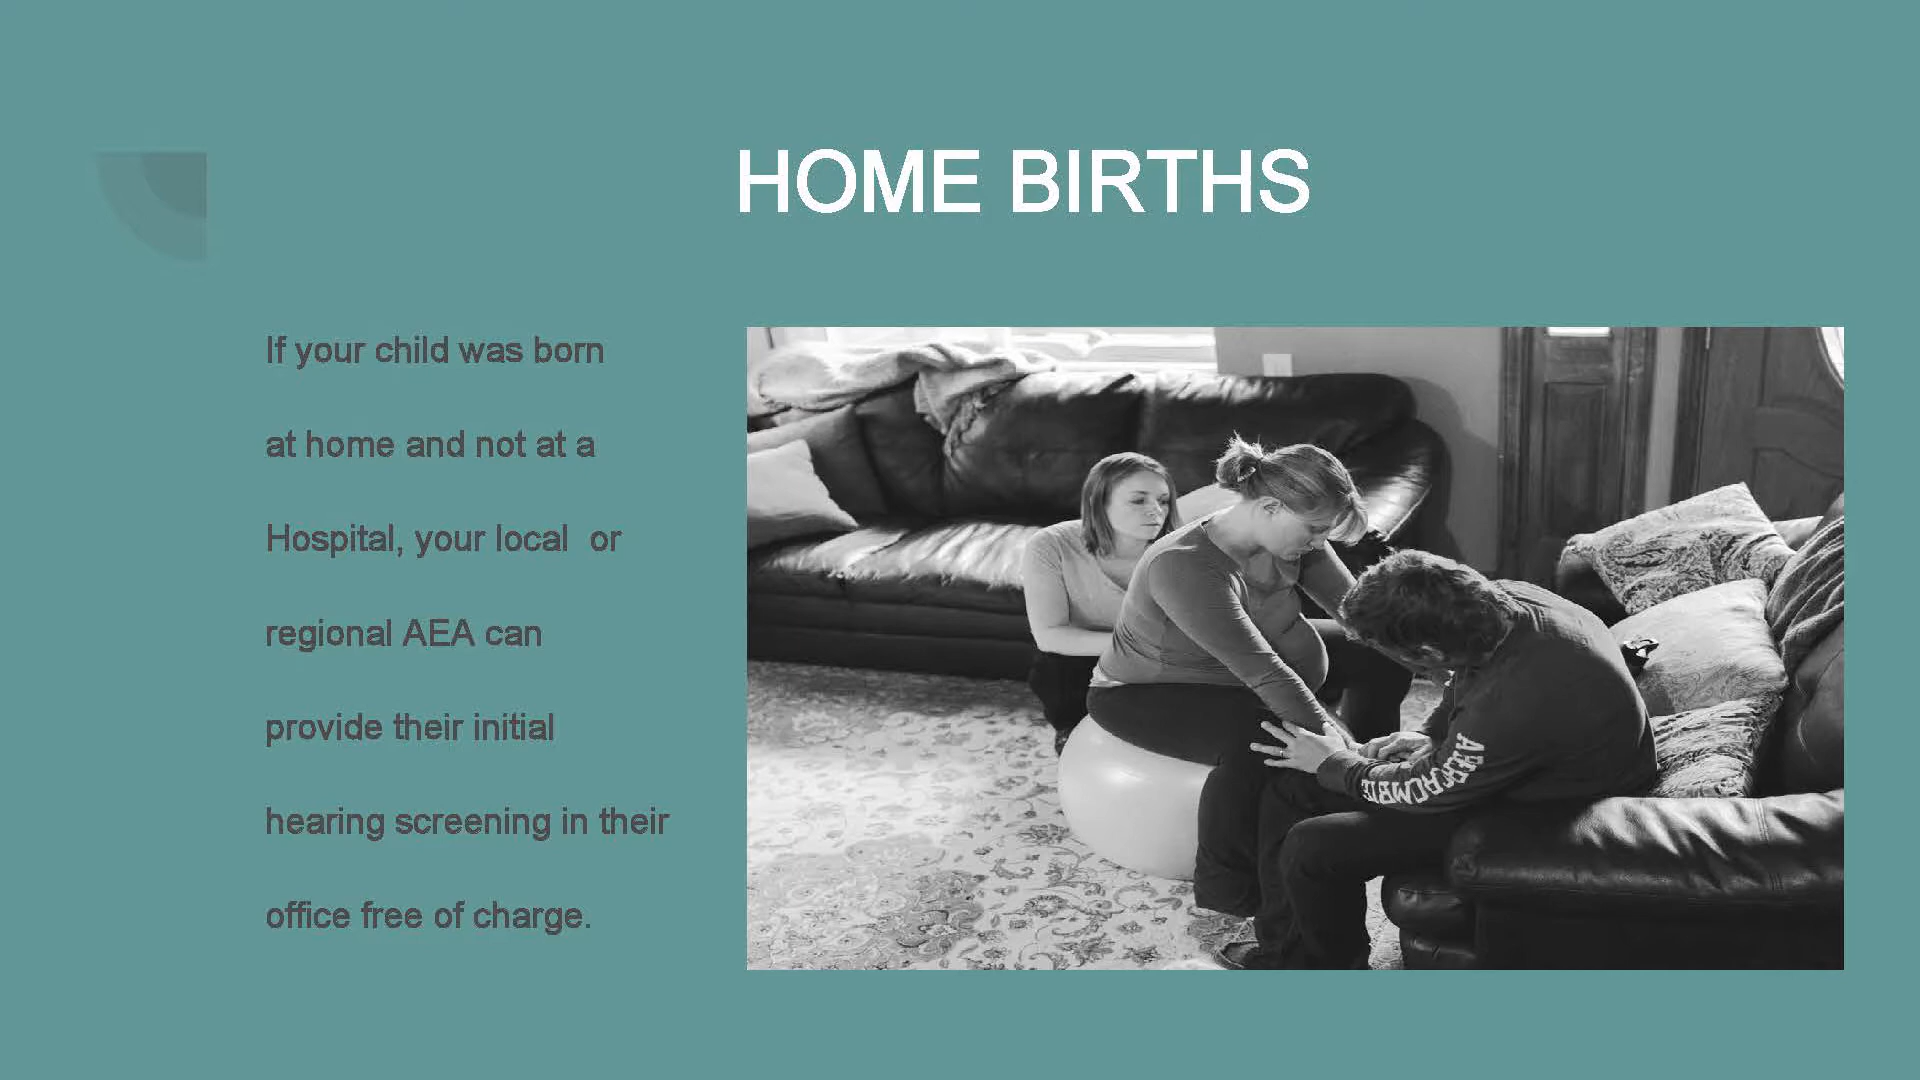 HOME BIRTHS
If your child was born
at home and not at a
Hospital, your local  or
regional AEA can
provide their initial
hearing screening in their
office free of charge.
ABERCROMBIE